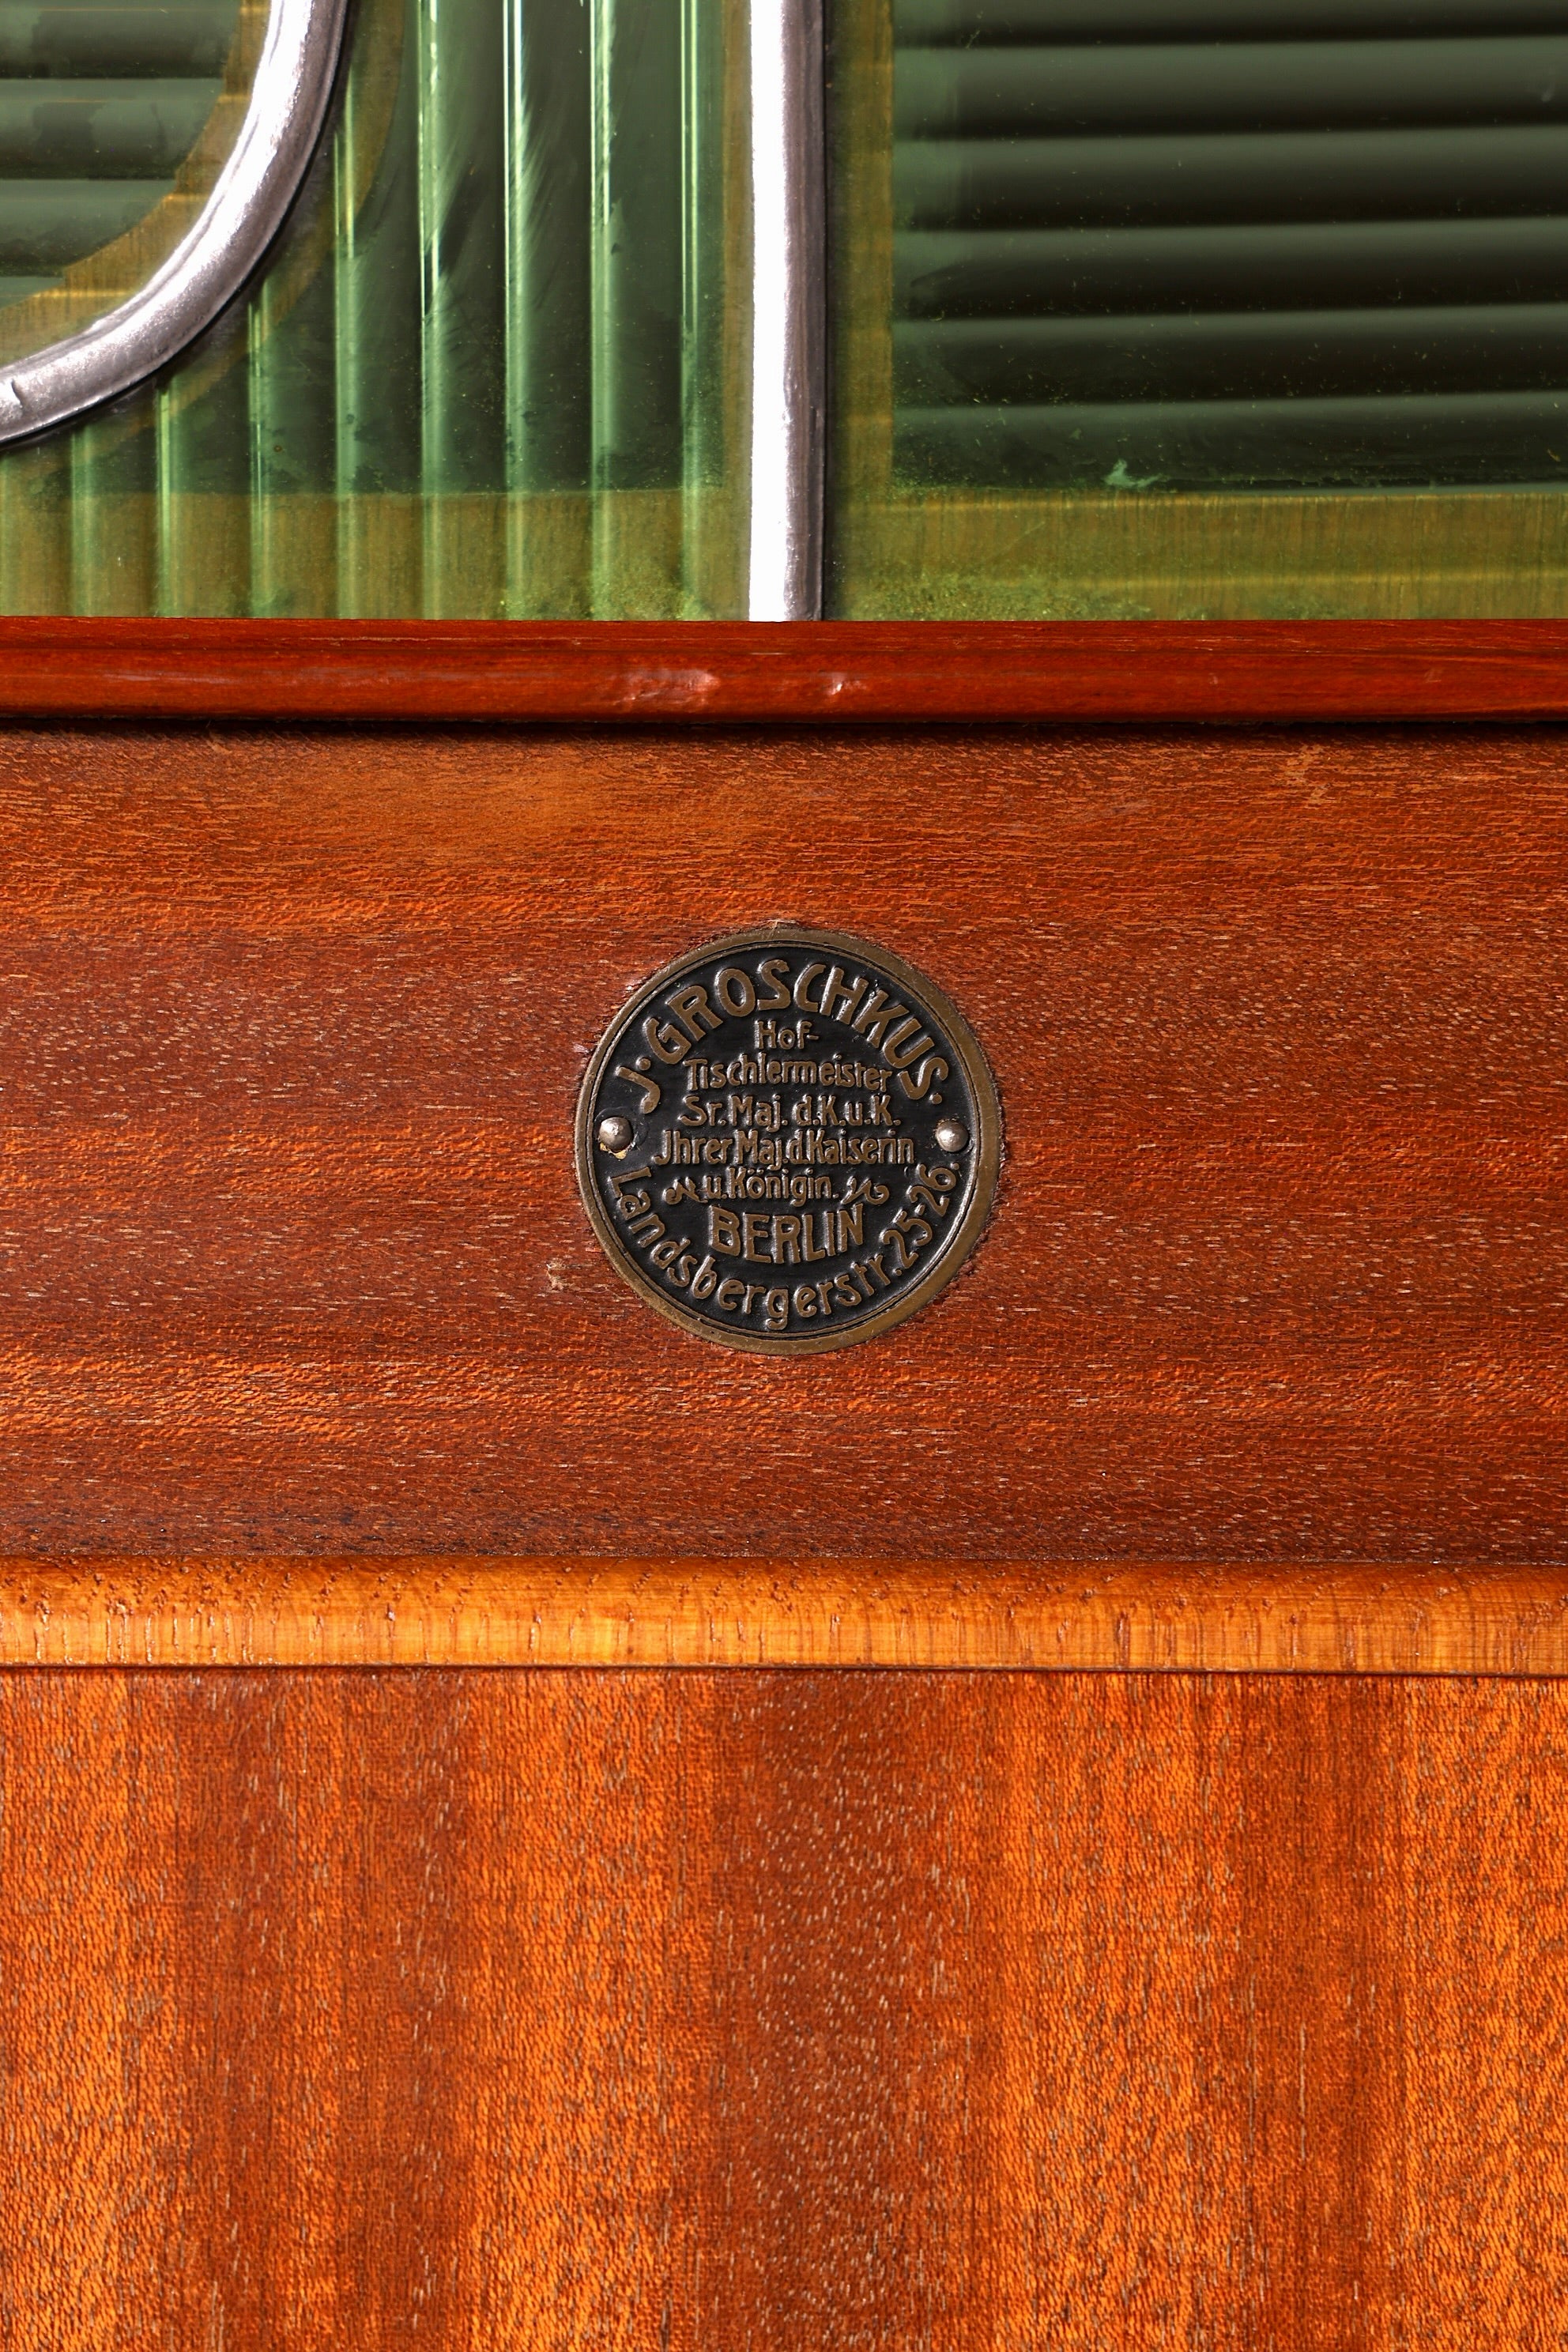 J. GROSCHKUS.
Hof-
Tischlermeister
Sr. Maj. d. K. u. K.
Jhrer Maj. d. Kaiserin
u. Königin.
BERLIN
Landsbergerstr. 25-26.